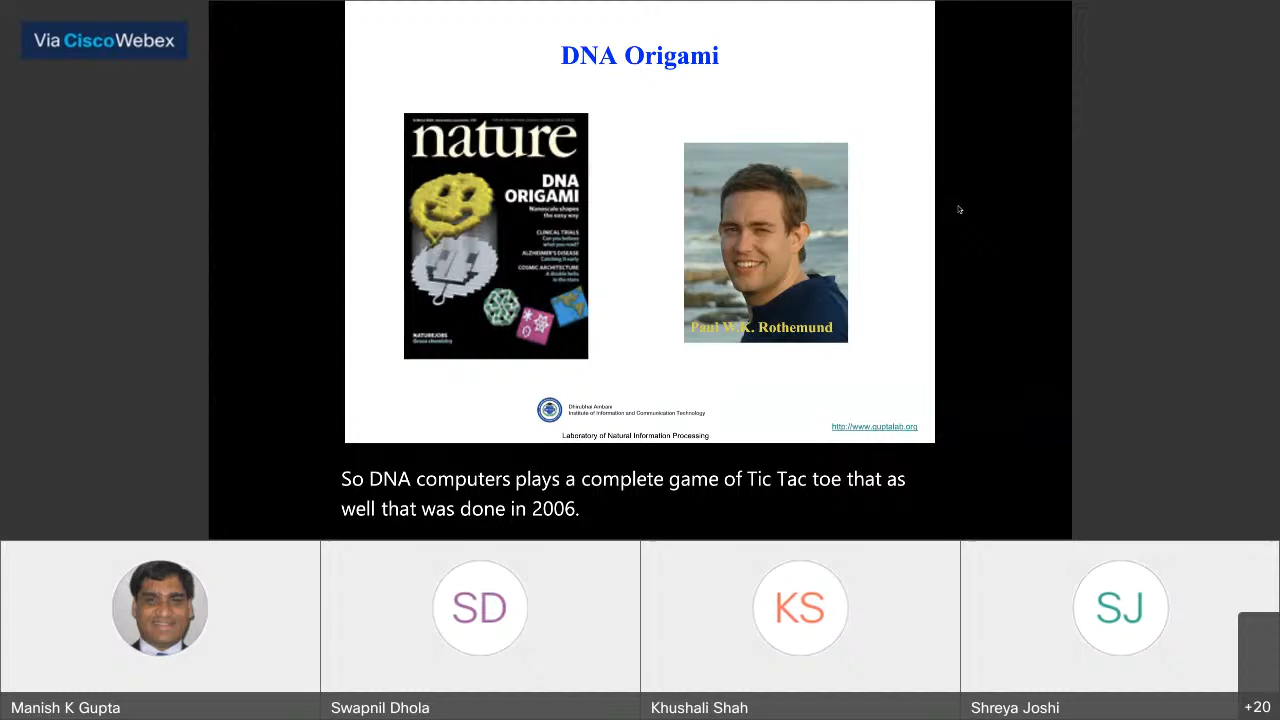 Via Cisco Webex
DNA Origami
nature
DNA
ORIGAMI
Nanoscale shapes
the easy way
CLINICAL TRIALS
Can you believe
what you read?
ALZHEIMER'S DISEASE
Catching it early
COSMIC ARCHITECTURE
A double helix
in the stars
NATUREJOBS
Green chemistry
Paul W.K. Rothemund
Dhirubhai Ambani
Institute of Information and Communication Technology
Laboratory of Natural Information Processing
http://www.guptalab.org
So DNA computers plays a complete game of Tic Tac toe that as
well that was done in 2006.
SD
KS
SJ
Manish K Gupta
Swapnil Dhola
Khushali Shah
Shreya Joshi
+20